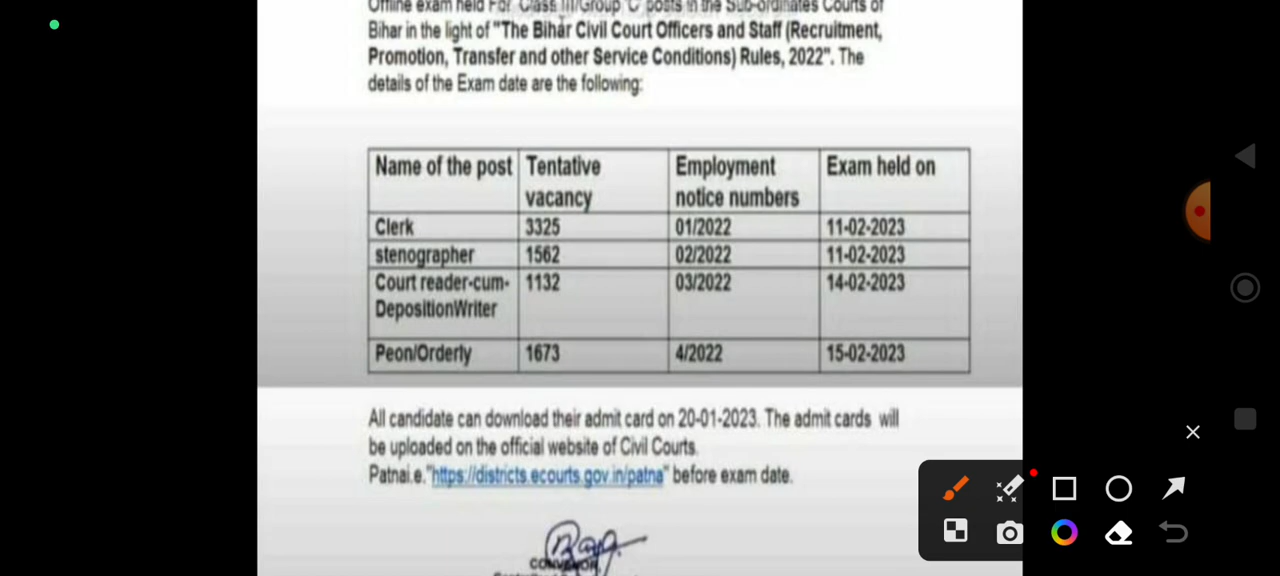 Offline exam held For Class III/Group 'C' posts in the Sub-ordinates Courts of
Bihar in the light of "The Bihar Civil Court Officers and Staff (Recruitment,
Promotion, Transfer and other Service Conditions) Rules, 2022". The
details of the Exam date are the following:
Name of the post Tentative vacancy Employment notice numbers Exam held on
Clerk 3325 01/2022 11-02-2023
stenographer 1562 02/2022 11-02-2023
Court reader-cum-DepositionWriter 1132 03/2022 14-02-2023
Peon/Orderly 1673 4/2022 15-02-2023
All candidate can download their admit card on 20-01-2023. The admit cards will
be uploaded on the official website of Civil Courts.
Patnai.e."https://districts.ecourts.gov.in/patna" before exam date.